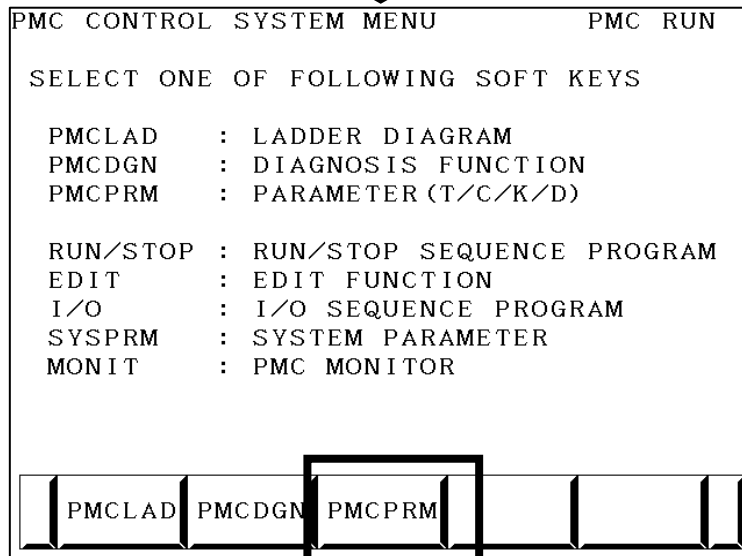 PMC CONTROL SYSTEM MENU PMC RUN
SELECT ONE OF FOLLOWING SOFT KEYS
PMCLAD : LADDER DIAGRAM
PMCDGN : DIAGNOSIS FUNCTION
PMCPRM : PARAMETER(T/C/K/D)
RUN/STOP : RUN/STOP SEQUENCE PROGRAM
EDIT : EDIT FUNCTION
I/O : I/O SEQUENCE PROGRAM
SYSPRM : SYSTEM PARAMETER
MONIT : PMC MONITOR
PMCLAD PMCDGN PMCPRM